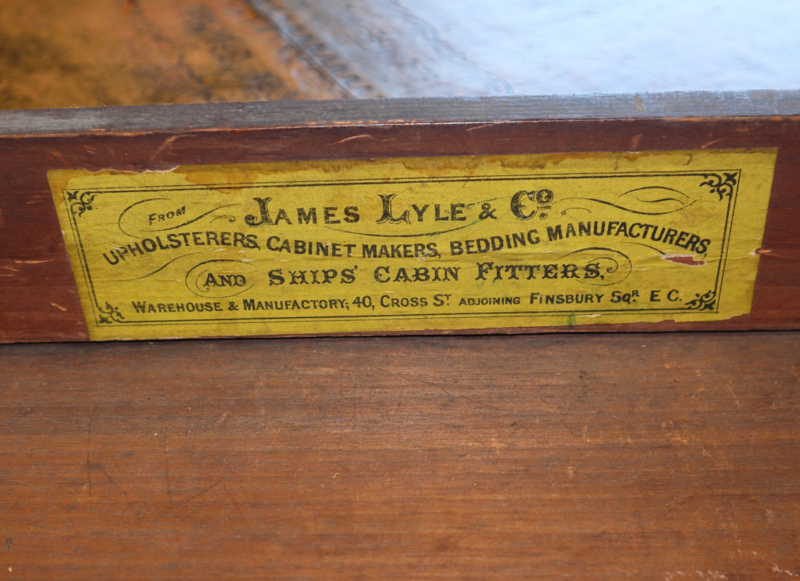 FROM JAMES LYLE & Cº
UPHOLSTERERS, CABINET MAKERS, BEDDING MANUFACTURERS
AND SHIPS' CABIN FITTERS,
WAREHOUSE & MANUFACTORY; 40, CROSS ST ADJOINING FINSBURY SQR E C.